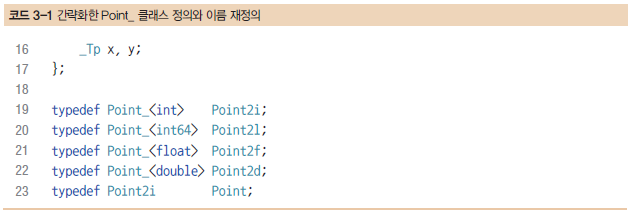 코드 3-1 간략화한 Point_ 클래스 정의와 이름 재정의
16 _Tp x, y;
17 };
18
19 typedef Point_<int> Point2i;
20 typedef Point_<int64> Point2l;
21 typedef Point_<float> Point2f;
22 typedef Point_<double> Point2d;
23 typedef Point2i Point;